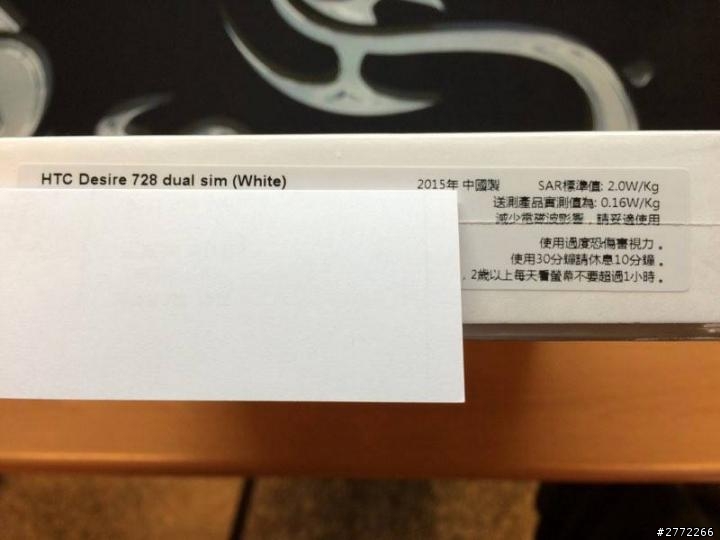 HTC Desire 728 dual sim (White)
2015年 中國製 SAR標準值: 2.0W/Kg
送測產品實測值為: 0.16W/Kg
減少電磁波影響，請妥適使用
使用過度恐傷害視力。
使用30分鐘請休息10分鐘。
，2歲以上每天看螢幕不要超過1小時。
#2772266